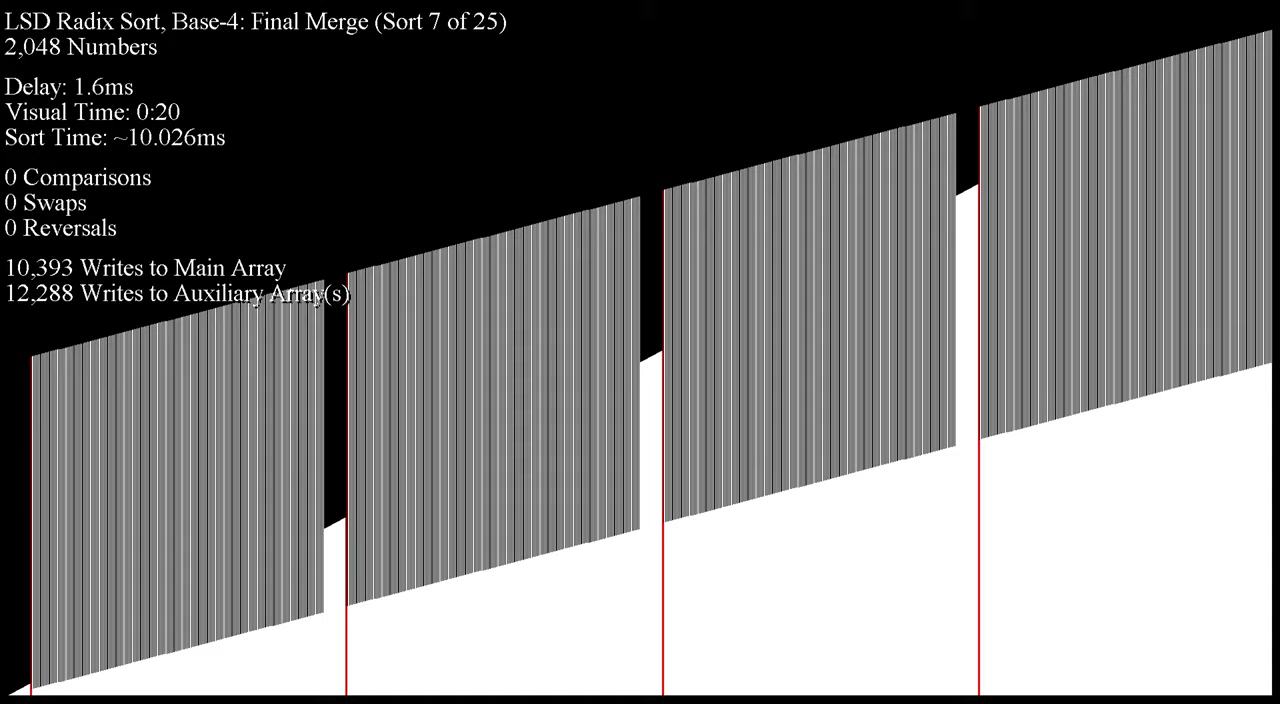 LSD Radix Sort, Base-4: Final Merge (Sort 7 of 25)
2,048 Numbers
Delay: 1.6ms
Visual Time: 0:20
Sort Time: ~10.026ms
0 Comparisons
0 Swaps
0 Reversals
10,393 Writes to Main Array
12,288 Writes to Auxiliary Array(s)